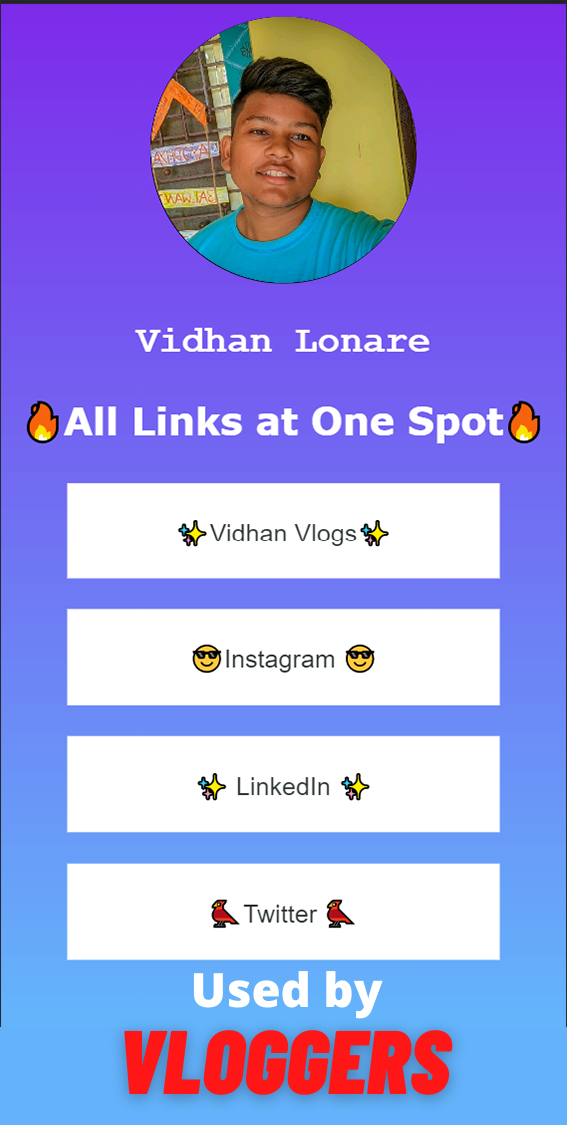 Vidhan Lonare
🔥All Links at One Spot🔥
✨Vidhan Vlogs✨
😎Instagram 😎
✨ LinkedIn ✨
🐦Twitter 🐦
Used by
VLOGGERS